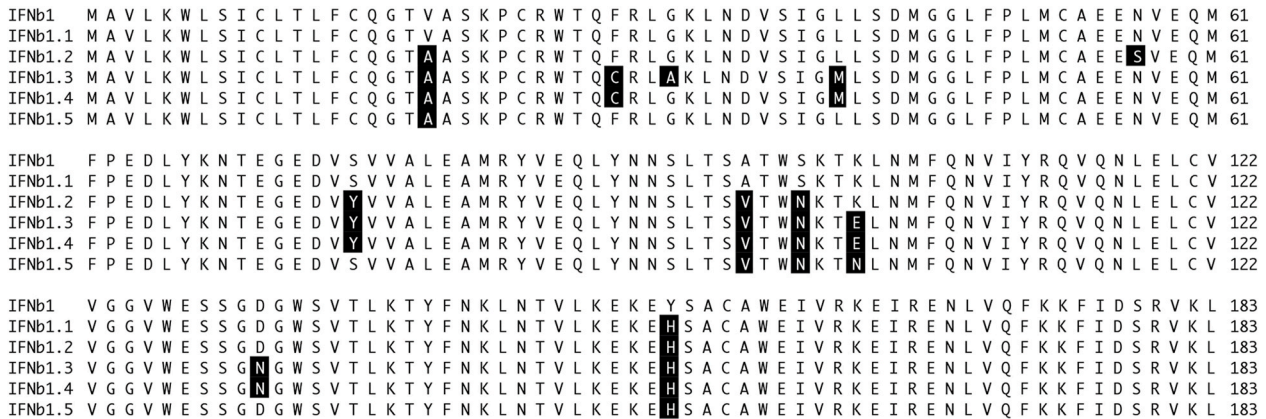 IFNb1 M A V L K W L S I C L T L F C Q G T V A S K P C R W T Q F R L G K L N D V S I G L L S D M G G L F P L M C A E E N V E Q M 61
IFNb1.1 M A V L K W L S I C L T L F C Q G T V A S K P C R W T Q F R L G K L N D V S I G L L S D M G G L F P L M C A E E N V E Q M 61
IFNb1.2 M A V L K W L S I C L T L F C Q G T A A S K P C R W T Q F R L G K L N D V S I G L L S D M G G L F P L M C A E E S V E Q M 61
IFNb1.3 M A V L K W L S I C L T L F C Q G T A A S K P C R W T Q C R L A K L N D V S I G M L S D M G G L F P L M C A E E N V E Q M 61
IFNb1.4 M A V L K W L S I C L T L F C Q G T A A S K P C R W T Q C R L G K L N D V S I G M L S D M G G L F P L M C A E E N V E Q M 61
IFNb1.5 M A V L K W L S I C L T L F C Q G T A A S K P C R W T Q F R L G K L N D V S I G L L S D M G G L F P L M C A E E N V E Q M 61
IFNb1 F P E D L Y K N T E G E D V S V V A L E A M R Y V E Q L Y N N S L T S A T W S K T K L N M F Q N V I Y R Q V Q N L E L C V 122
IFNb1.1 F P E D L Y K N T E G E D V S V V A L E A M R Y V E Q L Y N N S L T S A T W S K T K L N M F Q N V I Y R Q V Q N L E L C V 122
IFNb1.2 F P E D L Y K N T E G E D V Y V V A L E A M R Y V E Q L Y N N S L T S V T W N K T K L N M F Q N V I Y R Q V Q N L E L C V 122
IFNb1.3 F P E D L Y K N T E G E D V Y V V A L E A M R Y V E Q L Y N N S L T S V T W N K T E L N M F Q N V I Y R Q V Q N L E L C V 122
IFNb1.4 F P E D L Y K N T E G E D V Y V V A L E A M R Y V E Q L Y N N S L T S V T W N K T E L N M F Q N V I Y R Q V Q N L E L C V 122
IFNb1.5 F P E D L Y K N T E G E D V S V V A L E A M R Y V E Q L Y N N S L T S V T W N K T N L N M F Q N V I Y R Q V Q N L E L C V 122
IFNb1 V G G V W E S S G D G W S V T L K T Y F N K L N T V L K E K E Y S A C A W E I V R K E I R E N L V Q F K K F I D S R V K L 183
IFNb1.1 V G G V W E S S G D G W S V T L K T Y F N K L N T V L K E K E H S A C A W E I V R K E I R E N L V Q F K K F I D S R V K L 183
IFNb1.2 V G G V W E S S G D G W S V T L K T Y F N K L N T V L K E K E H S A C A W E I V R K E I R E N L V Q F K K F I D S R V K L 183
IFNb1.3 V G G V W E S S G N G W S V T L K T Y F N K L N T V L K E K E H S A C A W E I V R K E I R E N L V Q F K K F I D S R V K L 183
IFNb1.4 V G G V W E S S G N G W S V T L K T Y F N K L N T V L K E K E H S A C A W E I V R K E I R E N L V Q F K K F I D S R V K L 183
IFNb1.5 V G G V W E S S G D G W S V T L K T Y F N K L N T V L K E K E H S A C A W E I V R K E I R E N L V Q F K K F I D S R V K L 183